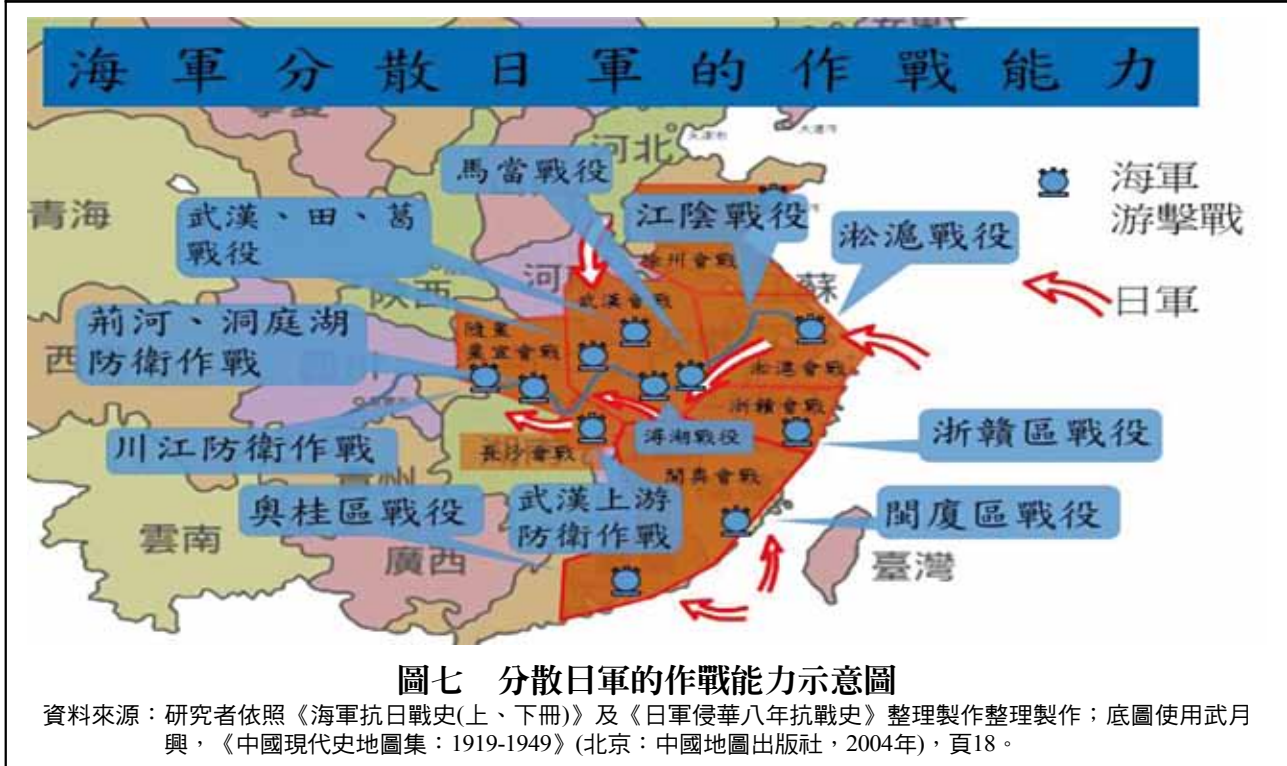 海軍分散日軍的作戰能力
馬當戰役
河北
青海
武漢、田、葛
戰役
江陰戰役
淞滬戰役
海軍
游擊戰
日軍
徐州會戰
蘇
河
陝西
武漢會戰
荊河、洞庭湖
防衛作戰
西
隨棗
棗宜會戰
淞滬會戰
浙贛會戰
浙贛區戰役
川江防衛作戰
潯湖戰役
長沙會戰
閩粵會戰
州
奧桂區戰役
武漢上游
防衛作戰
閩廈區戰役
雲南
廣西
臺灣
圖七 分散日軍的作戰能力示意圖
資料來源：研究者依照《海軍抗日戰史(上、下冊)》及《日軍侵華八年抗戰史》整理製作整理製作；底圖使用武月
興，《中國現代史地圖集：1919-1949》(北京：中國地圖出版社，2004年)，頁18。